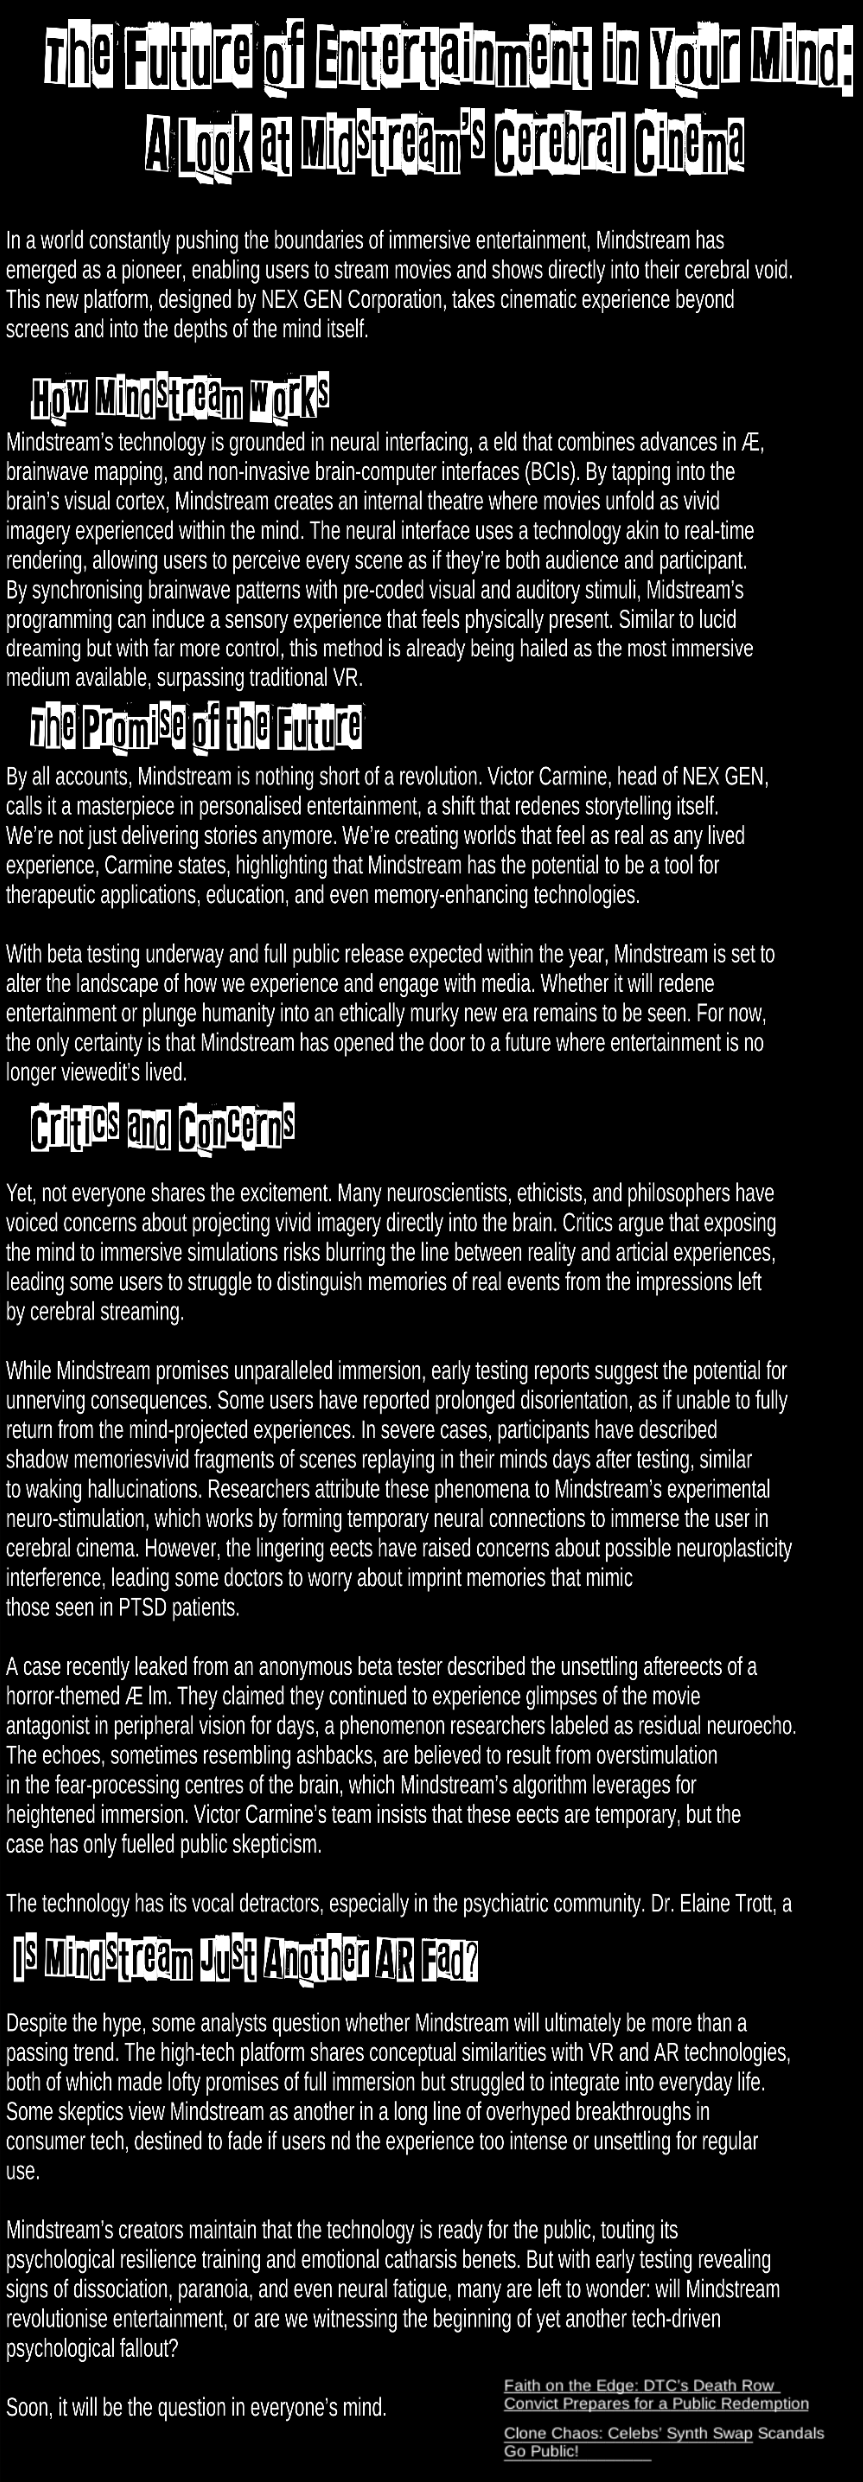 The Future of Entertainment in Your Mind:
A Look at Midstream's Cerebral Cinema
In a world constantly pushing the boundaries of immersive entertainment, Mindstream has
emerged as a pioneer, enabling users to stream movies and shows directly into their cerebral void.
This new platform, designed by NEX GEN Corporation, takes cinematic experience beyond
screens and into the depths of the mind itself.
How Mindstream works
Mindstream's technology is grounded in neural interfacing, a eld that combines advances in Æ,
brainwave mapping, and non-invasive brain-computer interfaces (BCIs). By tapping into the
brain's visual cortex, Mindstream creates an internal theatre where movies unfold as vivid
imagery experienced within the mind. The neural interface uses a technology akin to real-time
rendering, allowing users to perceive every scene as if they're both audience and participant.
By synchronising brainwave patterns with pre-coded visual and auditory stimuli, Midstream's
programming can induce a sensory experience that feels physically present. Similar to lucid
dreaming but with far more control, this method is already being hailed as the most immersive
medium available, surpassing traditional VR.
The Promise of the Future
By all accounts, Mindstream is nothing short of a revolution. Victor Carmine, head of NEX GEN,
calls it a masterpiece in personalised entertainment, a shift that redenes storytelling itself.
We're not just delivering stories anymore. We're creating worlds that feel as real as any lived
experience, Carmine states, highlighting that Mindstream has the potential to be a tool for
therapeutic applications, education, and even memory-enhancing technologies.
With beta testing underway and full public release expected within the year, Mindstream is set to
alter the landscape of how we experience and engage with media. Whether it will redene
entertainment or plunge humanity into an ethically murky new era remains to be seen. For now,
the only certainty is that Mindstream has opened the door to a future where entertainment is no
longer viewedit's lived.
Critics and Concerns
Yet, not everyone shares the excitement. Many neuroscientists, ethicists, and philosophers have
voiced concerns about projecting vivid imagery directly into the brain. Critics argue that exposing
the mind to immersive simulations risks blurring the line between reality and articial experiences,
leading some users to struggle to distinguish memories of real events from the impressions left
by cerebral streaming.
While Mindstream promises unparalleled immersion, early testing reports suggest the potential for
unnerving consequences. Some users have reported prolonged disorientation, as if unable to fully
return from the mind-projected experiences. In severe cases, participants have described
shadow memoriesvivid fragments of scenes replaying in their minds days after testing, similar
to waking hallucinations. Researchers attribute these phenomena to Mindstream's experimental
neuro-stimulation, which works by forming temporary neural connections to immerse the user in
cerebral cinema. However, the lingering eects have raised concerns about possible neuroplasticity
interference, leading some doctors to worry about imprint memories that mimic
those seen in PTSD patients.
A case recently leaked from an anonymous beta tester described the unsettling aftereects of a
horror-themed Æ lm. They claimed they continued to experience glimpses of the movie
antagonist in peripheral vision for days, a phenomenon researchers labeled as residual neuroecho.
The echoes, sometimes resembling ashbacks, are believed to result from overstimulation
in the fear-processing centres of the brain, which Mindstream's algorithm leverages for
heightened immersion. Victor Carmine's team insists that these eects are temporary, but the
case has only fuelled public skepticism.
The technology has its vocal detractors, especially in the psychiatric community. Dr. Elaine Trott, a
Is Mindstream Just Another AR Fad?
Despite the hype, some analysts question whether Mindstream will ultimately be more than a
passing trend. The high-tech platform shares conceptual similarities with VR and AR technologies,
both of which made lofty promises of full immersion but struggled to integrate into everyday life.
Some skeptics view Mindstream as another in a long line of overhyped breakthroughs in
consumer tech, destined to fade if users nd the experience too intense or unsettling for regular
use.
Mindstream's creators maintain that the technology is ready for the public, touting its
psychological resilience training and emotional catharsis benets. But with early testing revealing
signs of dissociation, paranoia, and even neural fatigue, many are left to wonder: will Mindstream
revolutionise entertainment, or are we witnessing the beginning of yet another tech-driven
psychological fallout?
Soon, it will be the question in everyone's mind.
Faith on the Edge: DTC's Death Row
Convict Prepares for a Public Redemption
Clone Chaos: Celebs' Synth Swap Scandals
Go Public!